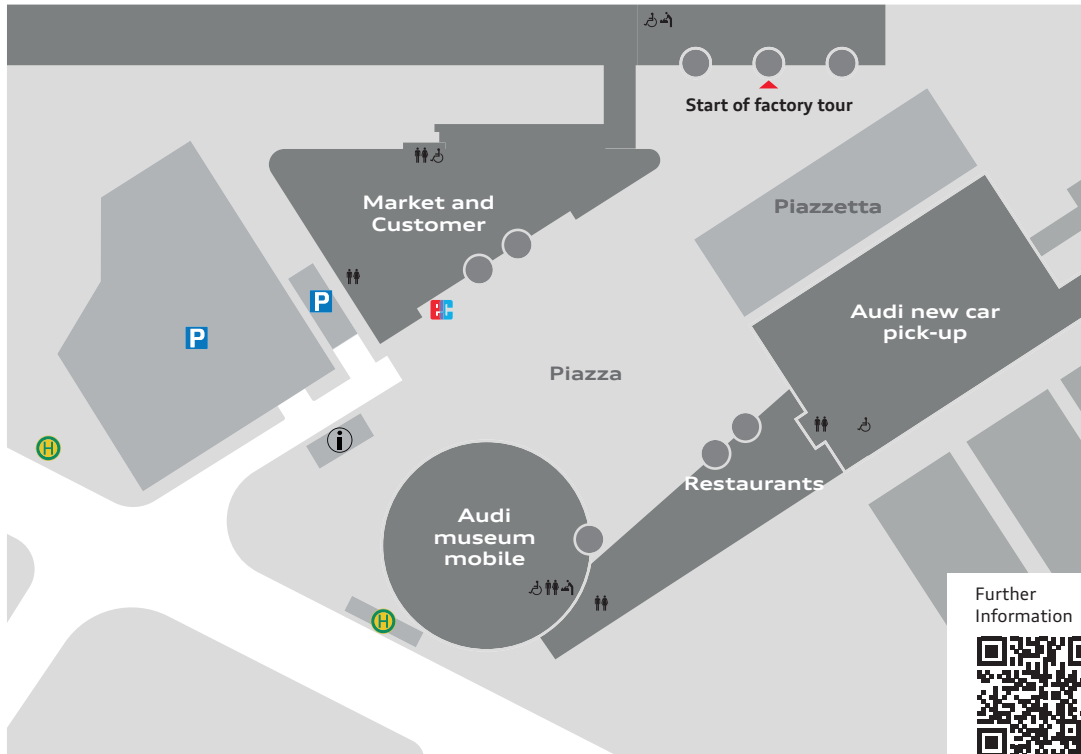 Start of factory tour
Market and
Customer
Piazzetta
P
Audi new car
pick-up
ec
P
Piazza
H
i
Restaurants
Audi
museum
mobile
H
Further
Information